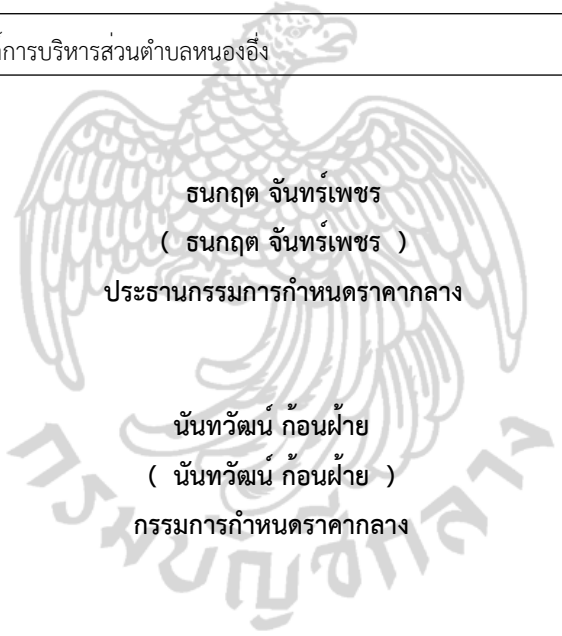 การบริหารส่วนตำบลหนองอึ่ง
ธนกฤต จันทร์เพชร
( ธนกฤต จันทร์เพชร )
ประธานกรรมการกำหนดราคากลาง
นันทวัฒน์ ก้อนฝ้าย
( นันทวัฒน์ ก้อนฝ้าย )
กรรมการกำหนดราคากลาง
กรมบัญชีกลาง